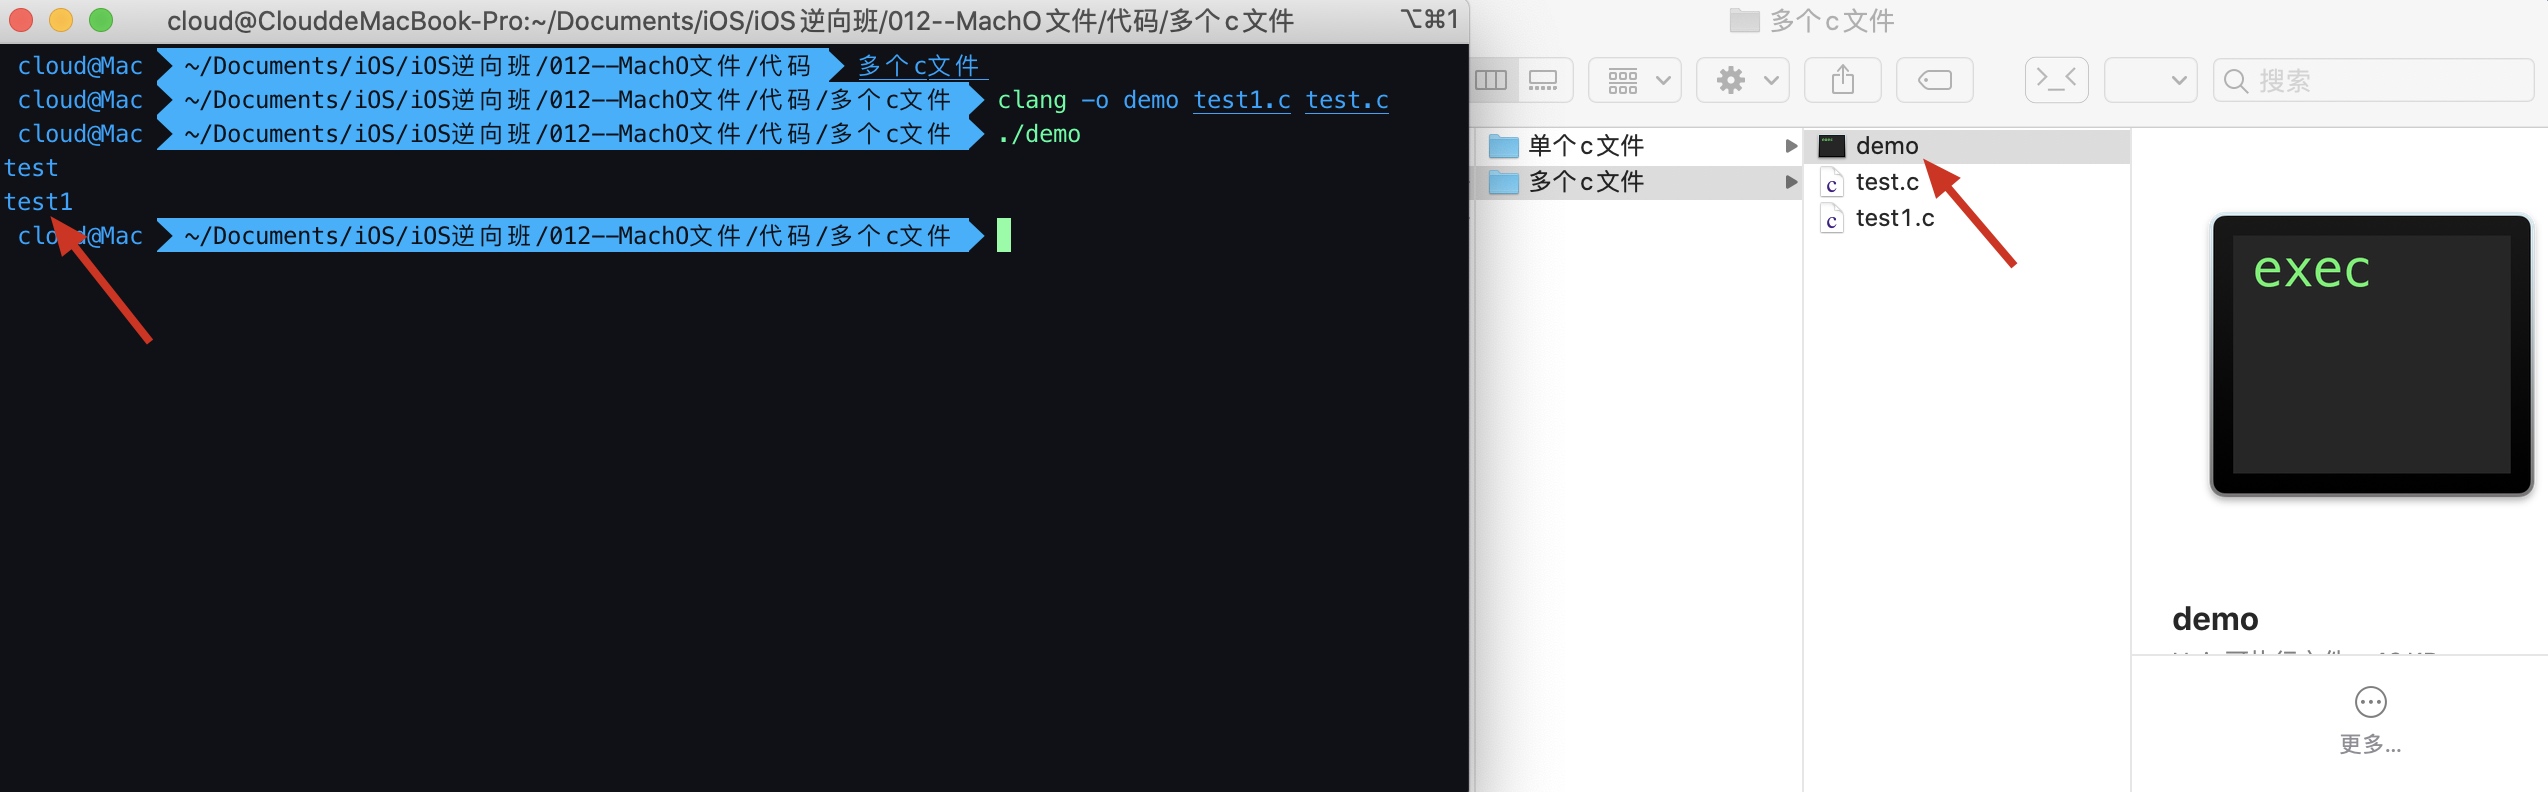 cloud@ClouddeMacBook-Pro:~/Documents/iOS/iOS逆向班/012--MachO文件/代码/多个c文件 ⌥⌘1
cloud@Mac ~/Documents/iOS/iOS逆向班/012--MachO文件/代码 多个c文件
cloud@Mac ~/Documents/iOS/iOS逆向班/012--MachO文件/代码/多个c文件 clang -o demo test1.c test.c
cloud@Mac ~/Documents/iOS/iOS逆向班/012--MachO文件/代码/多个c文件 ./demo
test
test1
cloud@Mac ~/Documents/iOS/iOS逆向班/012--MachO文件/代码/多个c文件
多个c文件
搜索
单个c文件
多个c文件
demo
test.c
test1.c
exec
demo
更多...